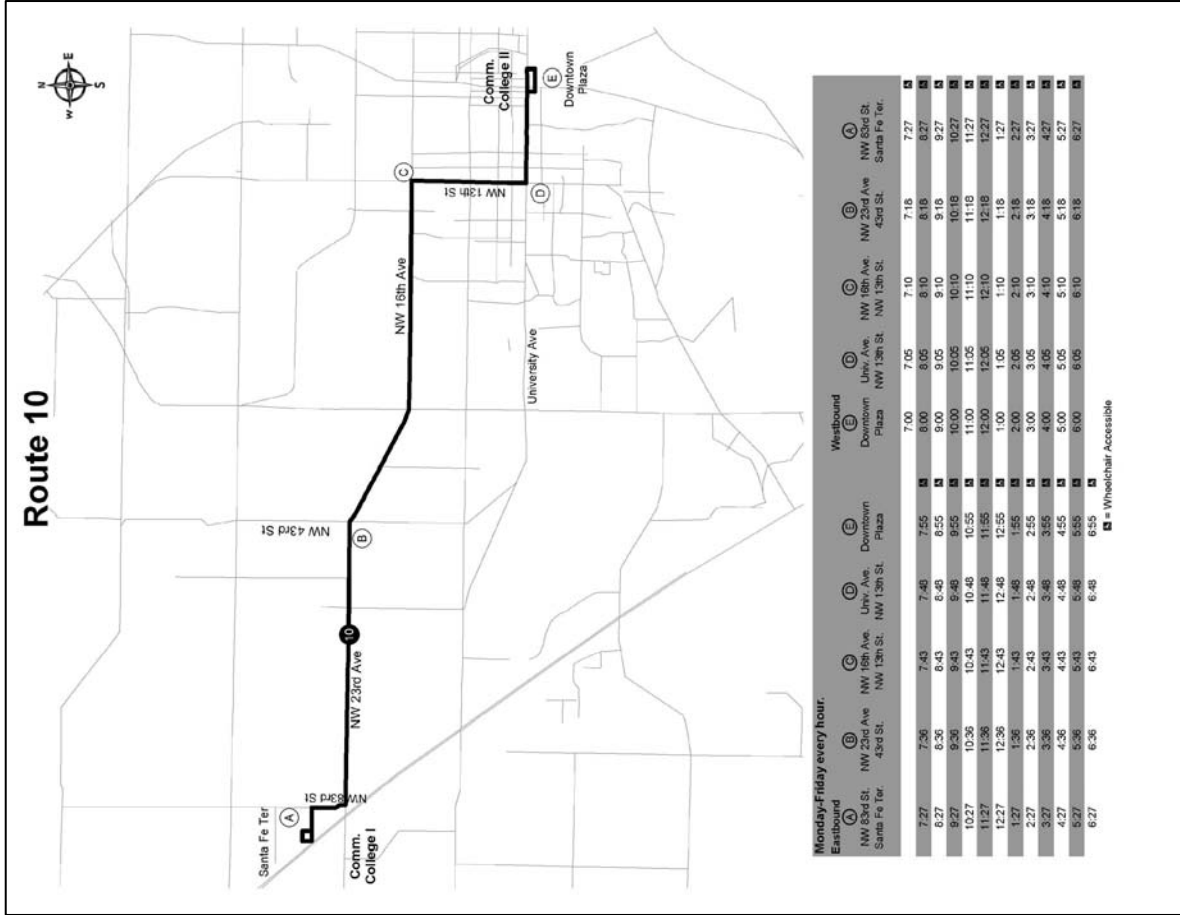 Route 10
N
W E
S
Santa Fe Ter
A
Comm.
College I
NW 83rd St
NW 23rd Ave
10
B
NW 43rd St
NW 16th Ave
University Ave
C
NW 13th St
D
Comm.
College II
E
Downtown
Plaza
Monday-Friday every hour.
Eastbound Westbound
A B C D E E D C B A
NW 83rd St. NW 23rd Ave NW 16th Ave. Univ. Ave. Downtown Downtown Univ. Ave. NW 16th Ave. NW 23rd Ave NW 83rd St.
Santa Fe Ter. 43rd St. NW 13th St. NW 13th St. Plaza Plaza NW 13th St. NW 13th St. 43rd St. Santa Fe Ter.
7:00 7:05 7:10 7:18 7:27
7:27 7:36 7:43 7:48 7:55 8:00 8:05 8:10 8:18 8:27
8:27 8:36 8:43 8:48 8:55 9:00 9:05 9:10 9:18 9:27
9:27 9:36 9:43 9:48 9:55 10:00 10:05 10:10 10:18 10:27
10:27 10:36 10:43 10:48 10:55 11:00 11:05 11:10 11:18 11:27
11:27 11:36 11:43 11:48 11:55 12:00 12:05 12:10 12:18 12:27
12:27 12:36 12:43 12:48 12:55 1:00 1:05 1:10 1:18 1:27
1:27 1:36 1:43 1:48 1:55 2:00 2:05 2:10 2:18 2:27
2:27 2:36 2:43 2:48 2:55 3:00 3:05 3:10 3:18 3:27
3:27 3:36 3:43 3:48 3:55 4:00 4:05 4:10 4:18 4:27
4:27 4:36 4:43 4:48 4:55 5:00 5:05 5:10 5:18 5:27
5:27 5:36 5:43 5:48 5:55 6:00 6:05 6:10 6:18 6:27
6:27 6:36 6:43 6:48 6:55
= Wheelchair Accessible